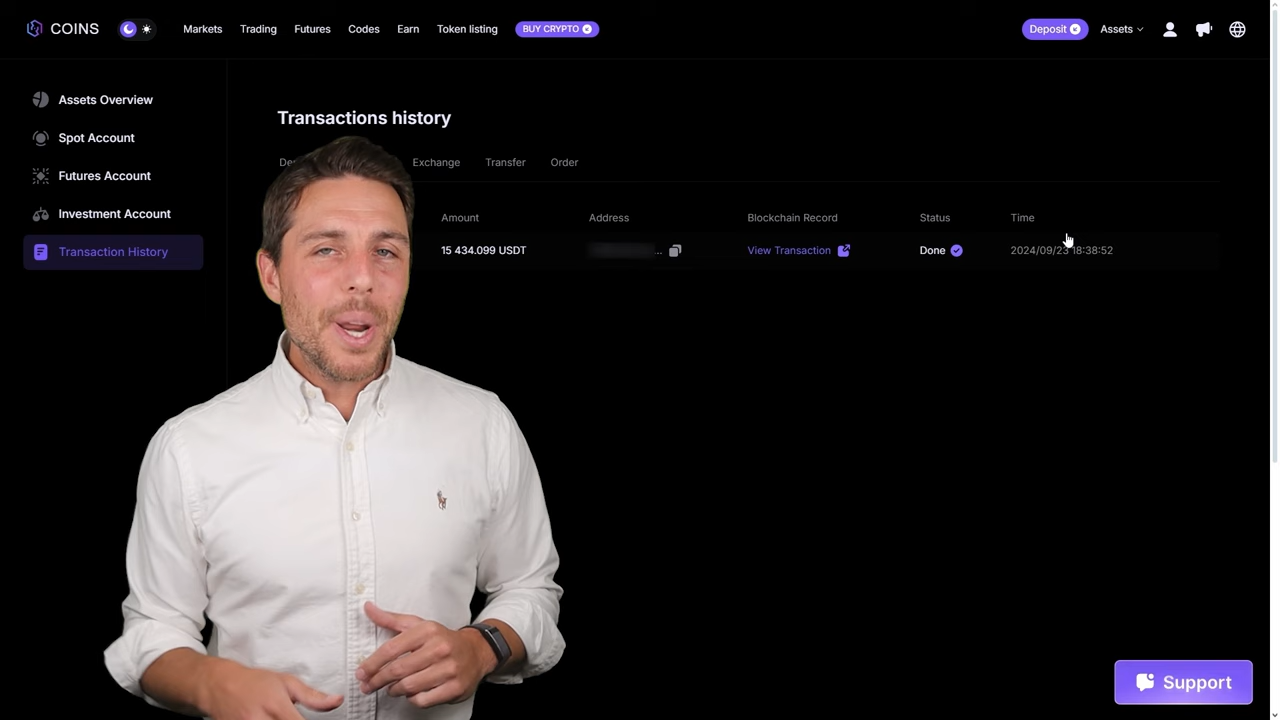 COINS
Markets Trading Futures Codes Earn Token listing BUY CRYPTO
Deposit Assets
Assets Overview
Spot Account
Futures Account
Investment Account
Transaction History
Transactions history
Exchange Transfer Order
Amount Address Blockchain Record Status Time
15 434.099 USDT ... View Transaction Done 2024/09/23 18:38:52
Support